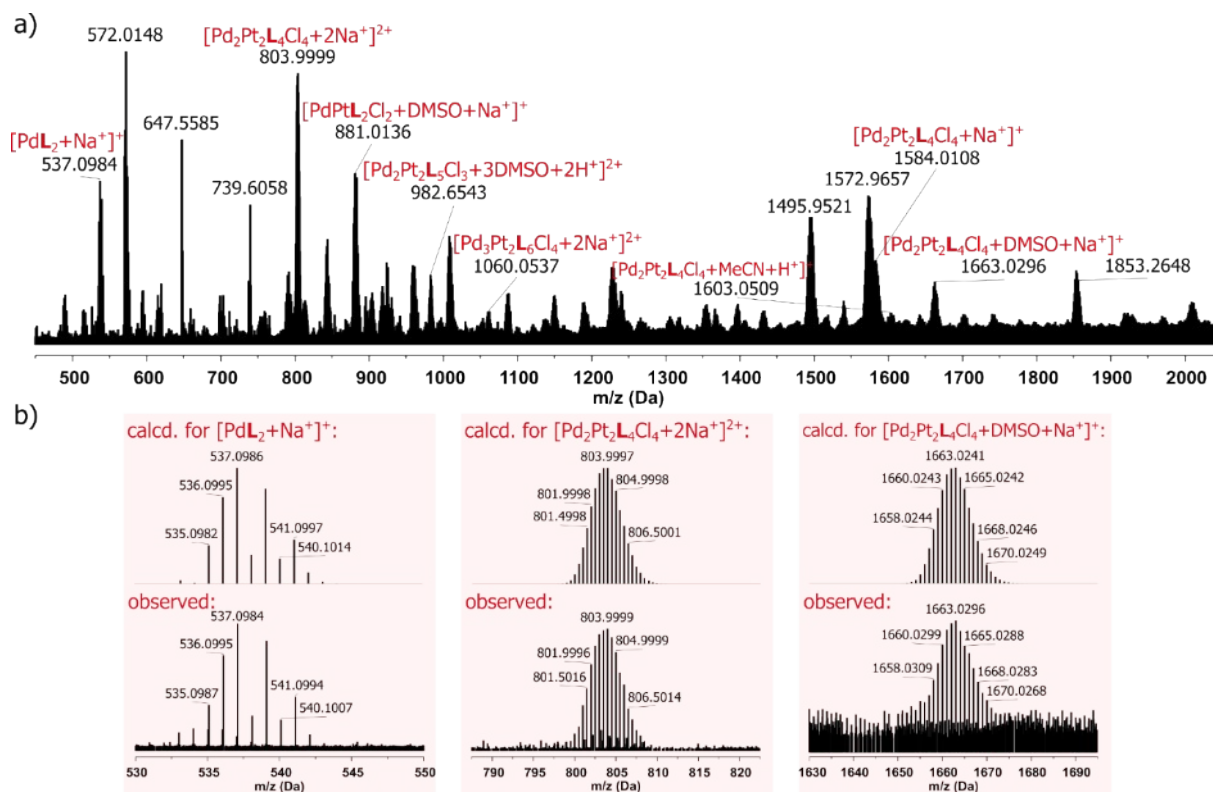 a)
572.0148
[Pd₂Pt₂L₄Cl₄+2Na⁺]²⁺
803.9999
[PdL₂+Na⁺]⁺
537.0984
647.5585
739.6058
[PdPtL₂Cl₂+DMSO+Na⁺]⁺
881.0136
[Pd₂Pt₂L₅Cl₃+3DMSO+2H⁺]²⁺
982.6543
[Pd₃Pt₂L₆Cl₄+2Na⁺]²⁺
1060.0537
[Pd₂Pt₂L₄Cl₄+MeCN+H⁺]⁺
1603.0509
1495.9521
1572.9657
[Pd₂Pt₂L₄Cl₄+Na⁺]⁺
1584.0108
[Pd₂Pt₂L₄Cl₄+DMSO+Na⁺]⁺
1663.0296
1853.2648
500 600 700 800 900 1000 1100 1200 1300 1400 1500 1600 1700 1800 1900 2000
m/z (Da)
b)
calcd. for [PdL₂+Na⁺]⁺:
537.0986
536.0995
535.0982
541.0997
540.1014
observed:
537.0984
536.0995
535.0987
541.0994
540.1007
530 535 540 545 550
m/z (Da)
calcd. for [Pd₂Pt₂L₄Cl₄+2Na⁺]²⁺:
803.9997
801.9998
804.9998
801.4998
806.5001
observed:
803.9999
801.9996
804.9999
801.5016
806.5014
790 795 800 805 810 815 820
m/z (Da)
calcd. for [Pd₂Pt₂L₄Cl₄+DMSO+Na⁺]⁺:
1663.0241
1660.0243
1665.0242
1658.0244
1668.0246
1670.0249
observed:
1663.0296
1660.0299
1665.0288
1658.0309
1668.0283
1670.0268
1630 1640 1650 1660 1670 1680 1690
m/z (Da)